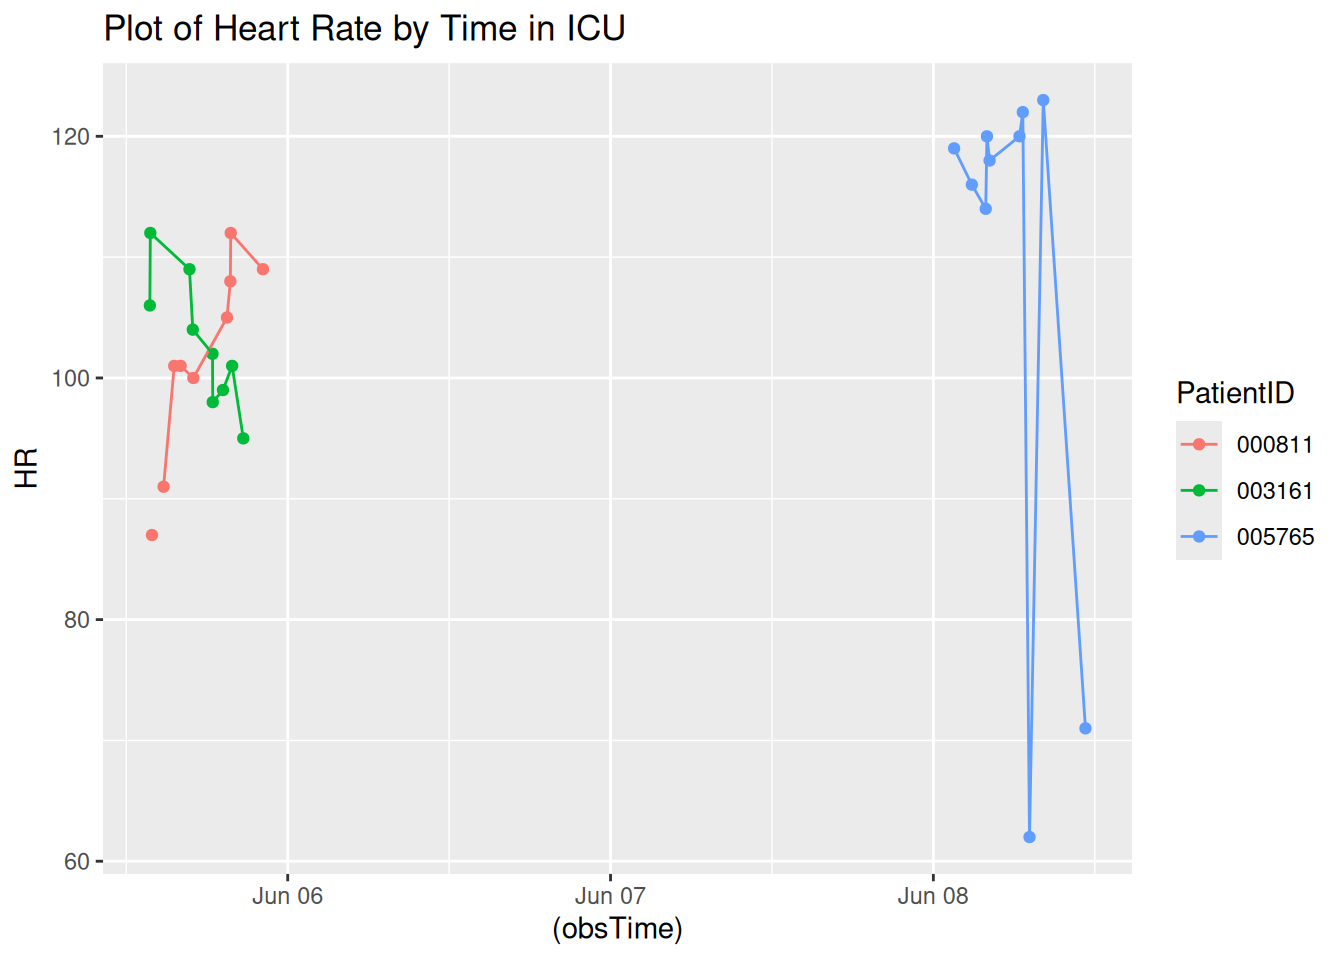 Plot of Heart Rate by Time in ICU
HR
120
100
80
60
Jun 06
Jun 07
Jun 08
(obsTime)
PatientID
000811
003161
005765